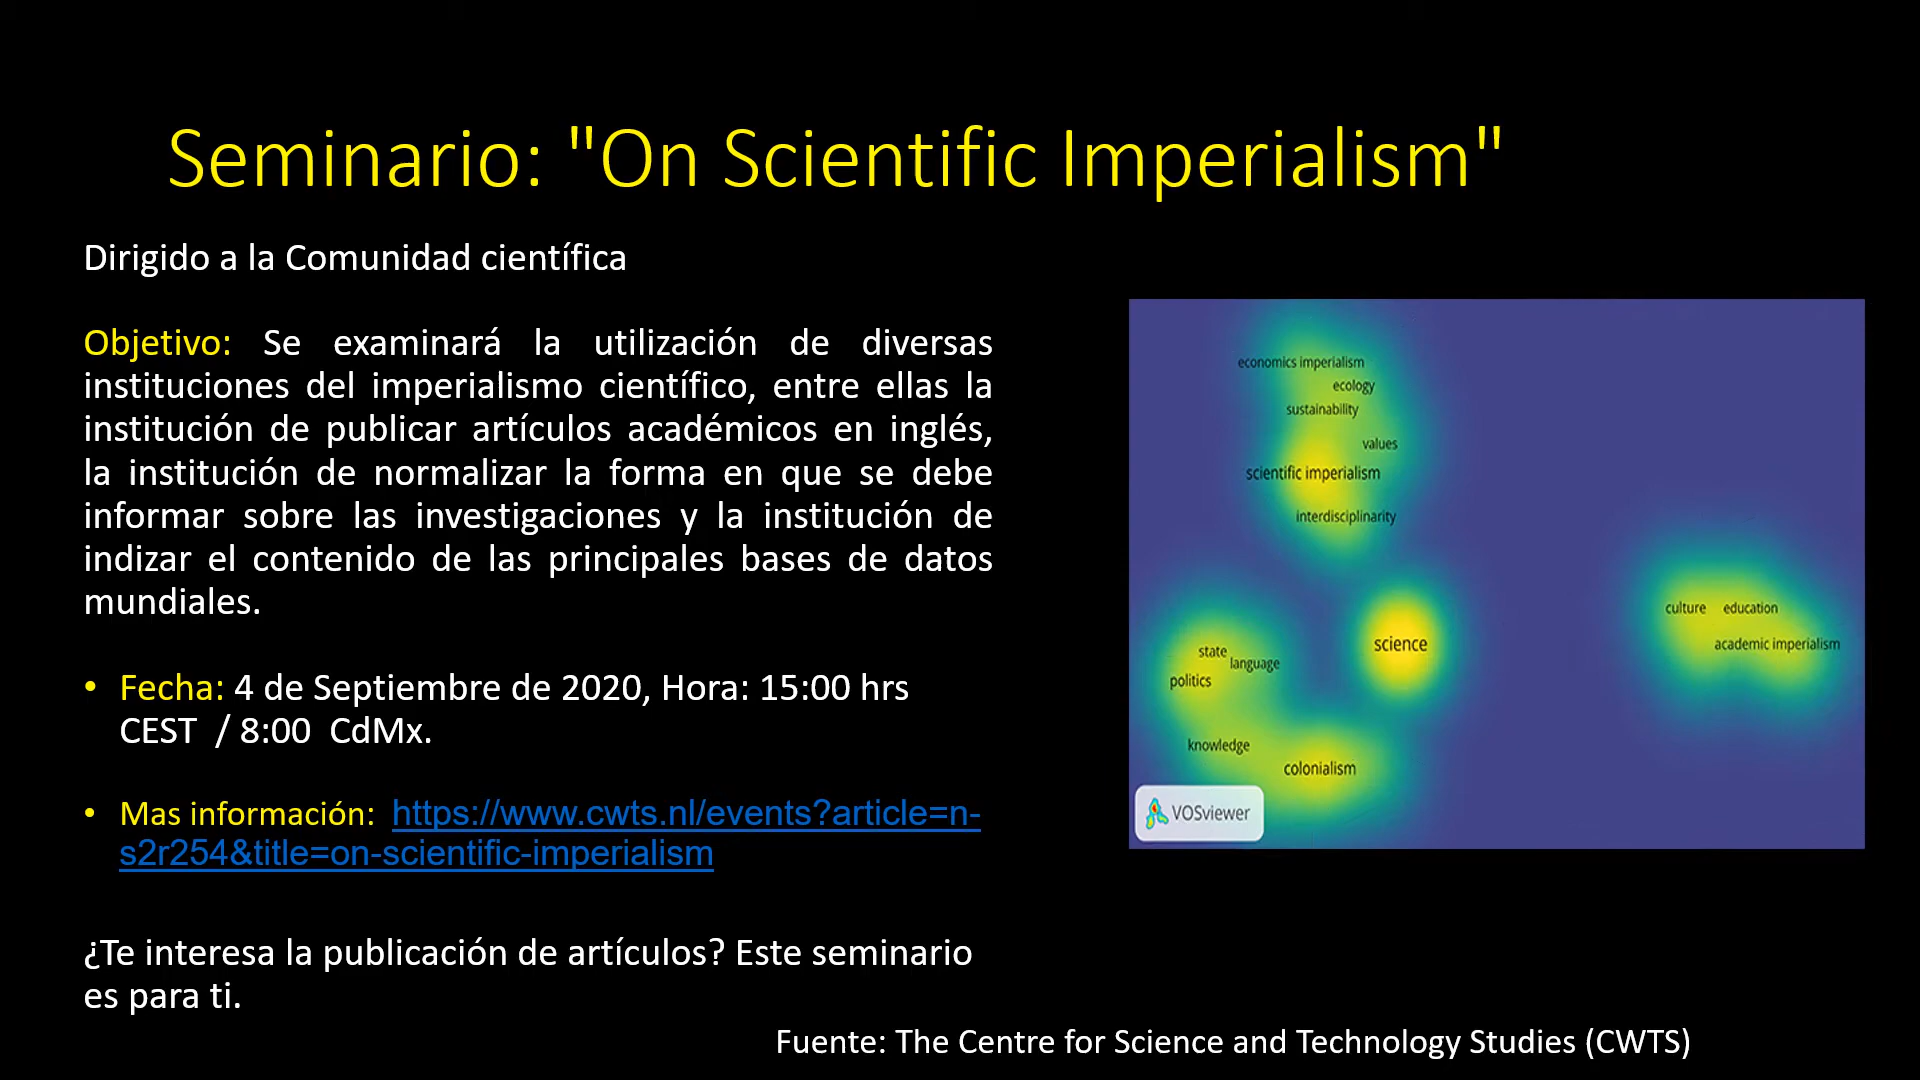 Seminario: "On Scientific Imperialism"
Dirigido a la Comunidad científica
Objetivo: Se examinará la utilización de diversas
instituciones del imperialismo científico, entre ellas la
institución de publicar artículos académicos en inglés,
la institución de normalizar la forma en que se debe
informar sobre las investigaciones y la institución de
indizar el contenido de las principales bases de datos
mundiales.
• Fecha: 4 de Septiembre de 2020, Hora: 15:00 hrs
CEST / 8:00 CdMx.
• Mas información: https://www.cwts.nl/events?article=n-
s2r254&title=on-scientific-imperialism
¿Te interesa la publicación de artículos? Este seminario
es para ti.
economics imperialism
ecology
sustainability
values
scientific imperialism
interdisciplinarity
culture education
academic imperialism
science
state
language
politics
knowledge
colonialism
VOSviewer
Fuente: The Centre for Science and Technology Studies (CWTS)